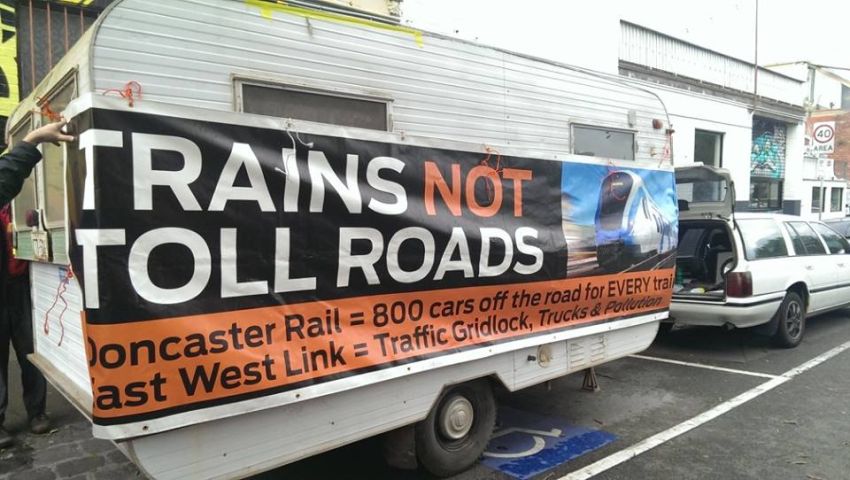 TRAINS NOT
TOLL ROADS
Doncaster Rail = 800 cars off the road for EVERY trai
ast West Link = Traffic Gridlock, Trucks & Pollution
40
AREA